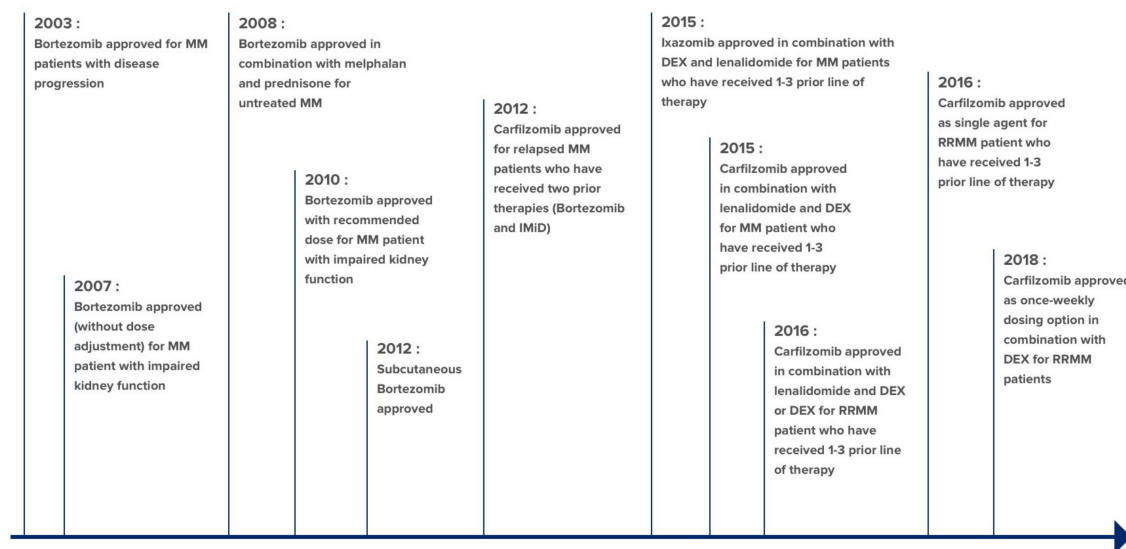 2003 :
Bortezomib approved for MM
patients with disease
progression
2007 :
Bortezomib approved
(without dose
adjustment) for MM
patient with impaired
kidney function
2008 :
Bortezomib approved in
combination with melphalan
and prednisone for
untreated MM
2010 :
Bortezomib approved
with recommended
dose for MM patient
with impaired kidney
function
2012 :
Subcutaneous
Bortezomib
approved
2012 :
Carfilzomib approved
for relapsed MM
patients who have
received two prior
therapies (Bortezomib
and IMiD)
2015 :
Ixazomib approved in combination with
DEX and lenalidomide for MM patients
who have received 1-3 prior line of
therapy
2015 :
Carfilzomib approved
in combination with
lenalidomide and DEX
for MM patient who
have received 1-3
prior line of therapy
2016 :
Carfilzomib approved
in combination with
lenalidomide and DEX
or DEX for RRMM
patient who have
received 1-3 prior line
of therapy
2016 :
Carfilzomib approved
as single agent for
RRMM patient who
have received 1-3
prior line of therapy
2018 :
Carfilzomib approved
as once-weekly
dosing option in
combination with
DEX for RRMM
patients